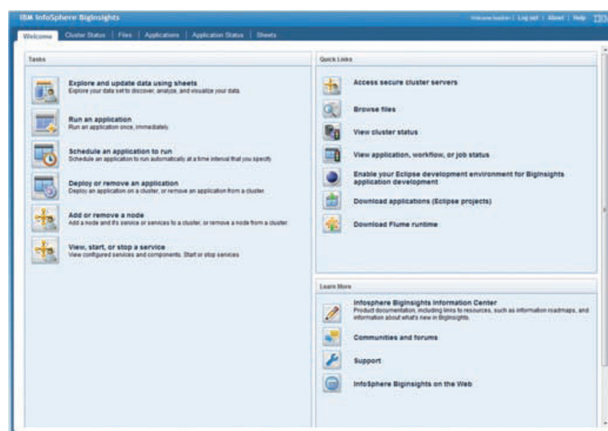 IBM InfoSphere BigInsights
Log out | About | Help IBM
Welcome Cluster Status Files Applications Application Status Sheets
Tasks
Explore and update data using sheets
Explore your data set to discover, analyze, and visualize your data.
Run an application
Run an application once, immediately.
Schedule an application to run
Schedule an application to run automatically at a time interval that you specify
Deploy or remove an application
Deploy an application on a cluster, or remove an application from a cluster.
Add or remove a node
Add a node and it's service or services to a cluster, or remove a node from a cluster.
View, start, or stop a service
View configured services and components. Start or stop services
Quick Links
Access secure cluster servers
Browse files
View cluster status
View application, workflow, or job status
Enable your Eclipse development environment for BigInsights
application development
Download applications (Eclipse projects)
Download Flume runtime
Learn More
Infosphere BigInsights Information Center
Product documentation, including links to resources, such as information roadmaps, and
information about what's new in BigInsights.
Communities and forums
Support
InfoSphere BigInsights on the Web